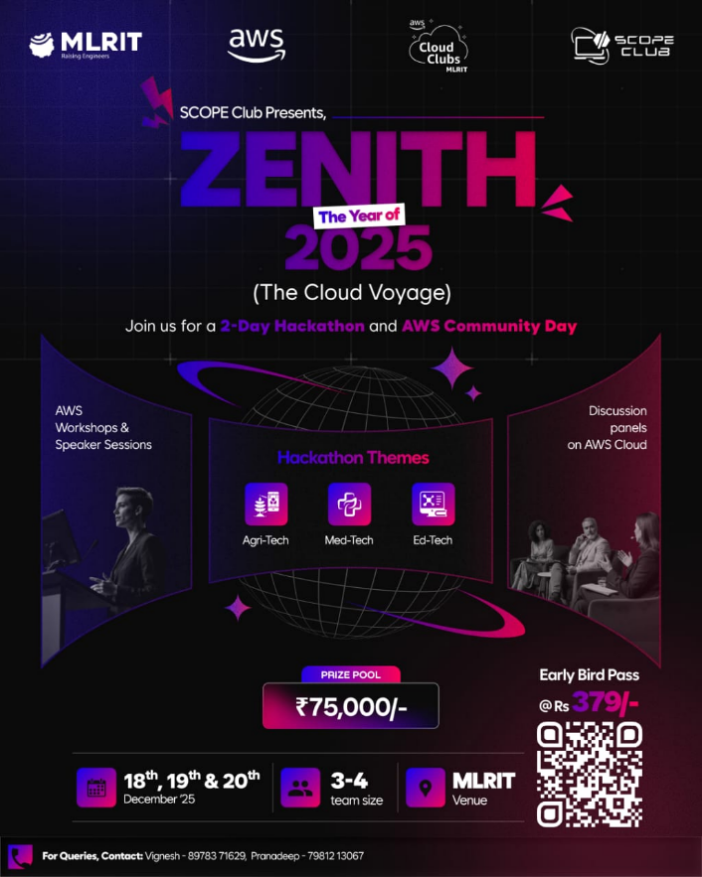 MLRIT
Raising Engineers
aws
aws
Cloud
Clubs
MLRIT
SCOPE
CLUB
SCOPE Club Presents,
ZENITH
The Year of
2025
(The Cloud Voyage)
Join us for a 2-Day Hackathon and AWS Community Day
AWS
Workshops &
Speaker Sessions
Discussion
panels
on AWS Cloud
Hackathon Themes
Agri-Tech Med-Tech Ed-Tech
PRIZE POOL
₹75,000/-
Early Bird Pass
@ Rs 379/-
18th, 19th & 20th
December '25
3-4
team size
MLRIT
Venue
For Queries, Contact: Vignesh - 89783 71629, Pranadeep - 79812 13067